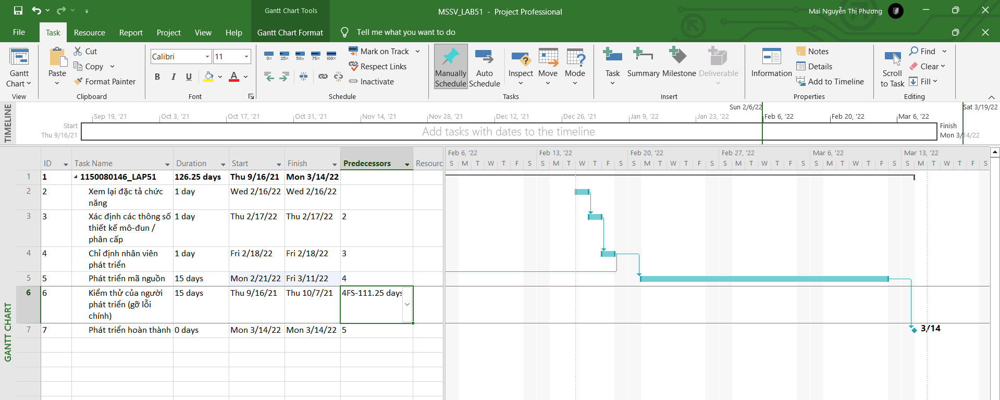 Gantt Chart Tools
MSSV_LAB51 - Project Professional
Mai Nguyễn Thị Phương
File Task Resource Report Project View Help Gantt Chart Format Tell me what you want to do
Gantt Chart
View
Paste
Cut
Copy
Format Painter
Clipboard
Calibri 11
B I U A
Font
0% 25% 50% 75% 100%
Mark on Track
Respect Links
Inactivate
Schedule
Manually Schedule
Auto Schedule
Inspect
Move
Mode
Tasks
Task
Summary
Milestone
Deliverable
Insert
Information
Notes
Details
Add to Timeline
Properties
Scroll to Task
Find
Clear
Fill
Editing
TIMELINE
Sun 2/6/22 Sat 3/19/22
Sep 19, '21 Oct 3, '21 Oct 17, '21 Oct 31, '21 Nov 14, '21 Nov 28, '21 Dec 12, '21 Dec 26, '21 Jan 9, '22 Jan 23, '22 Feb 6, '22 Feb 20, '22 Mar 6, '22
Start
Thu 9/16/21
Add tasks with dates to the timeline
Finish
Mon 3/14/22
GANTT CHART
ID Task Name Duration Start Finish Predecessors Resourc
Feb 6, '22 Feb 13, '22 Feb 20, '22 Feb 27, '22 Mar 6, '22 Mar 13, '22
S M T W T F S S M T W T F S S M T W T F S S M T W T F S S M T W T F S S M T W T F S
1 1 1150080146_LAP51 126.25 days Thu 9/16/21 Mon 3/14/22
2 2 Xem lại đặc tả chức 1 day Wed 2/16/22 Wed 2/16/22
năng
3 3 Xác định các thông số 1 day Thu 2/17/22 Thu 2/17/22 2
thiết kế mô-đun /
phân cấp
4 4 Chỉ định nhân viên 1 day Fri 2/18/22 Fri 2/18/22 3
phát triển
5 5 Phát triển mã nguồn 15 days Mon 2/21/22 Fri 3/11/22 4
6 6 Kiểm thử của người 15 days Thu 9/16/21 Thu 10/7/21 4FS-111.25 days
phát triển (gỡ lỗi
chính)
7 7 Phát triển hoàn thành 0 days Mon 3/14/22 Mon 3/14/22 5
3/14